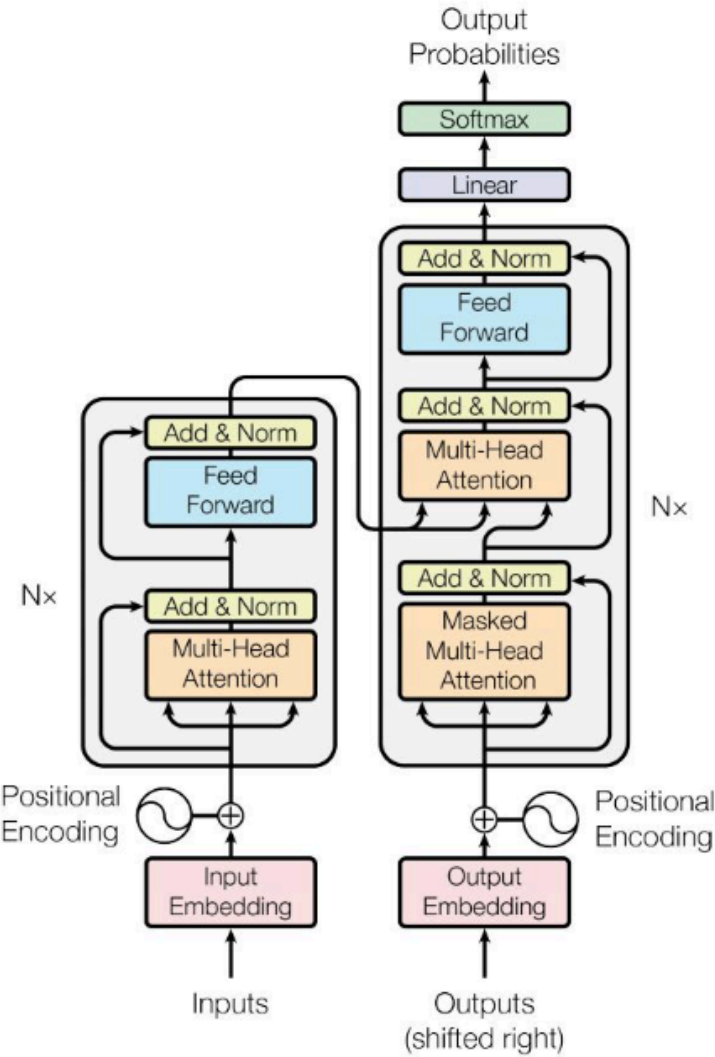 Output
Probabilities
Softmax
Linear
Add & Norm
Feed
Forward
Add & Norm
Multi-Head
Attention
Add & Norm
Masked
Multi-Head
Attention
Nx
Add & Norm
Feed
Forward
Add & Norm
Multi-Head
Attention
Nx
Positional
Encoding
Positional
Encoding
Input
Embedding
Output
Embedding
Inputs
Outputs
(shifted right)